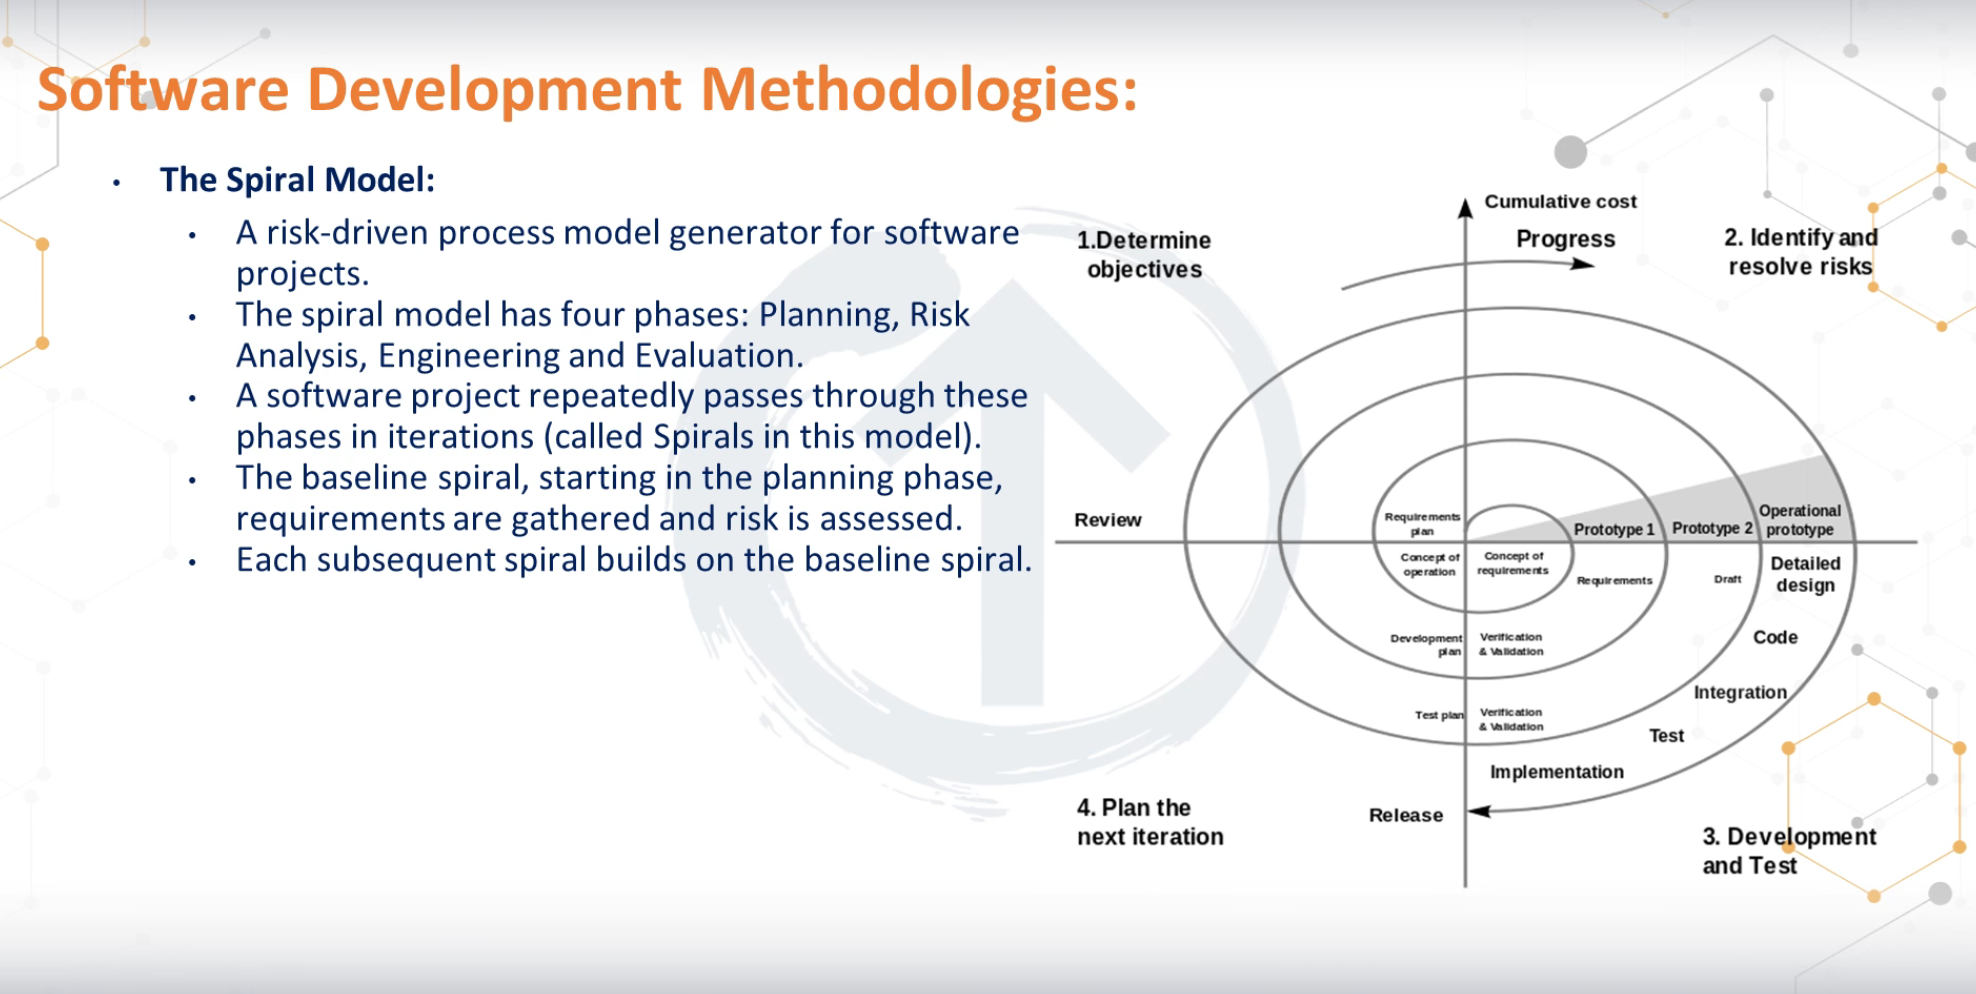 Software Development Methodologies:
• The Spiral Model:
• A risk-driven process model generator for software
projects.
• The spiral model has four phases: Planning, Risk
Analysis, Engineering and Evaluation.
• A software project repeatedly passes through these
phases in iterations (called Spirals in this model).
• The baseline spiral, starting in the planning phase,
requirements are gathered and risk is assessed.
• Each subsequent spiral builds on the baseline spiral.
Cumulative cost
Progress
1.Determine
objectives
2. Identify and
resolve risks
Review
Requirements
plan
Prototype 1
Prototype 2
Operational
prototype
Concept of
operation
Concept of
requirements
Requirements
Draft
Detailed
design
Development
plan
Verification
& Validation
Code
Integration
Test plan
Verification
& Validation
Test
Implementation
Release
4. Plan the
next iteration
3. Development
and Test